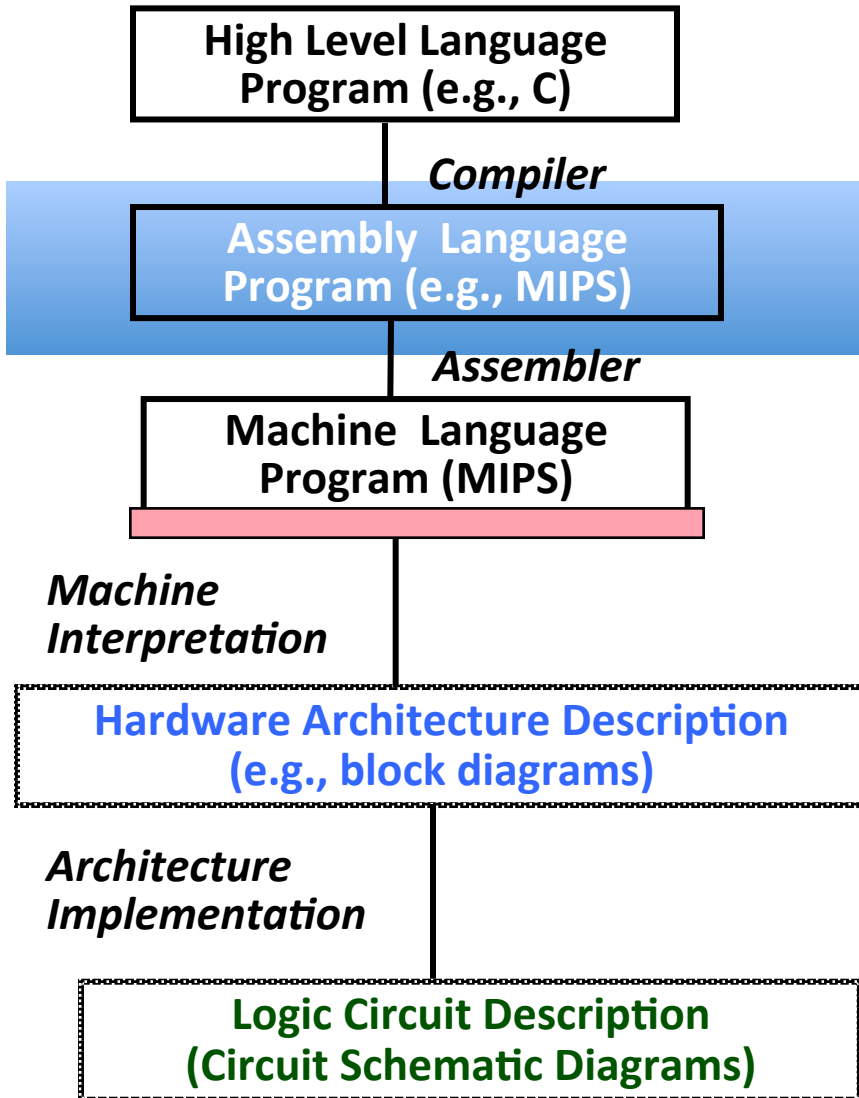 High Level Language
Program (e.g., C)
Compiler
Assembly Language
Program (e.g., MIPS)
Assembler
Machine Language
Program (MIPS)
Machine
Interpretation
Hardware Architecture Description
(e.g., block diagrams)
Architecture
Implementation
Logic Circuit Description
(Circuit Schematic Diagrams)